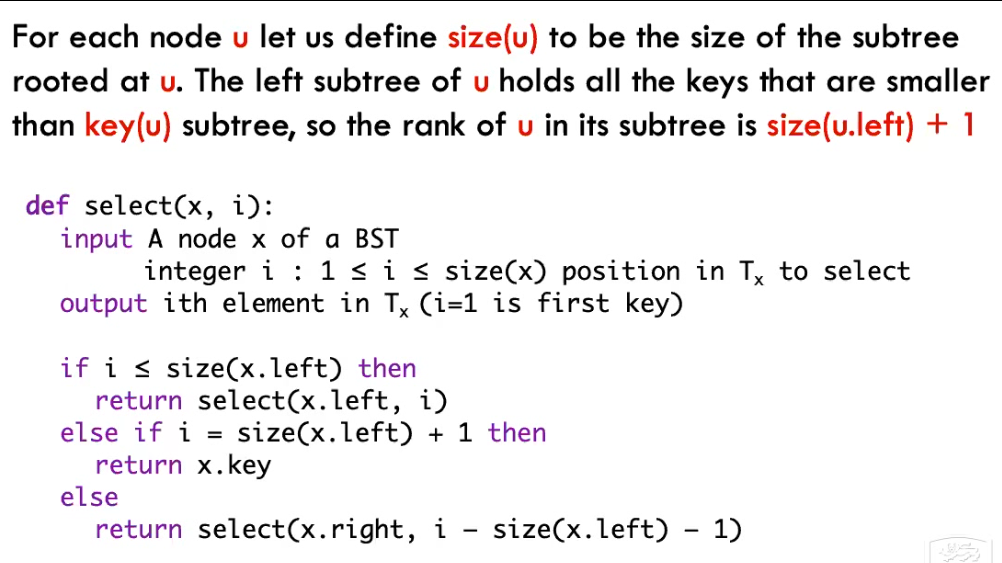 For each node u let us define size(u) to be the size of the subtree
rooted at u. The left subtree of u holds all the keys that are smaller
than key(u) subtree, so the rank of u in its subtree is size(u.left) + 1
def select(x, i):
input A node x of a BST
integer i : 1 ≤ i ≤ size(x) position in Tₓ to select
output ith element in Tₓ (i=1 is first key)
if i ≤ size(x.left) then
return select(x.left, i)
else if i = size(x.left) + 1 then
return x.key
else
return select(x.right, i – size(x.left) – 1)